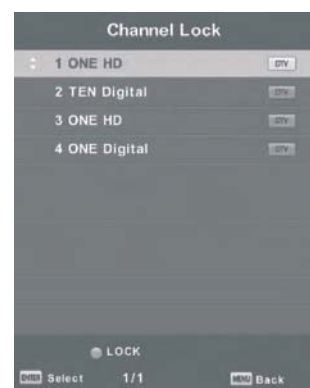 Channel Lock
1 ONE HD DTV
2 TEN Digital DTV
3 ONE HD DTV
4 ONE Digital DTV
LOCK
ENTER Select 1/1 MENU Back